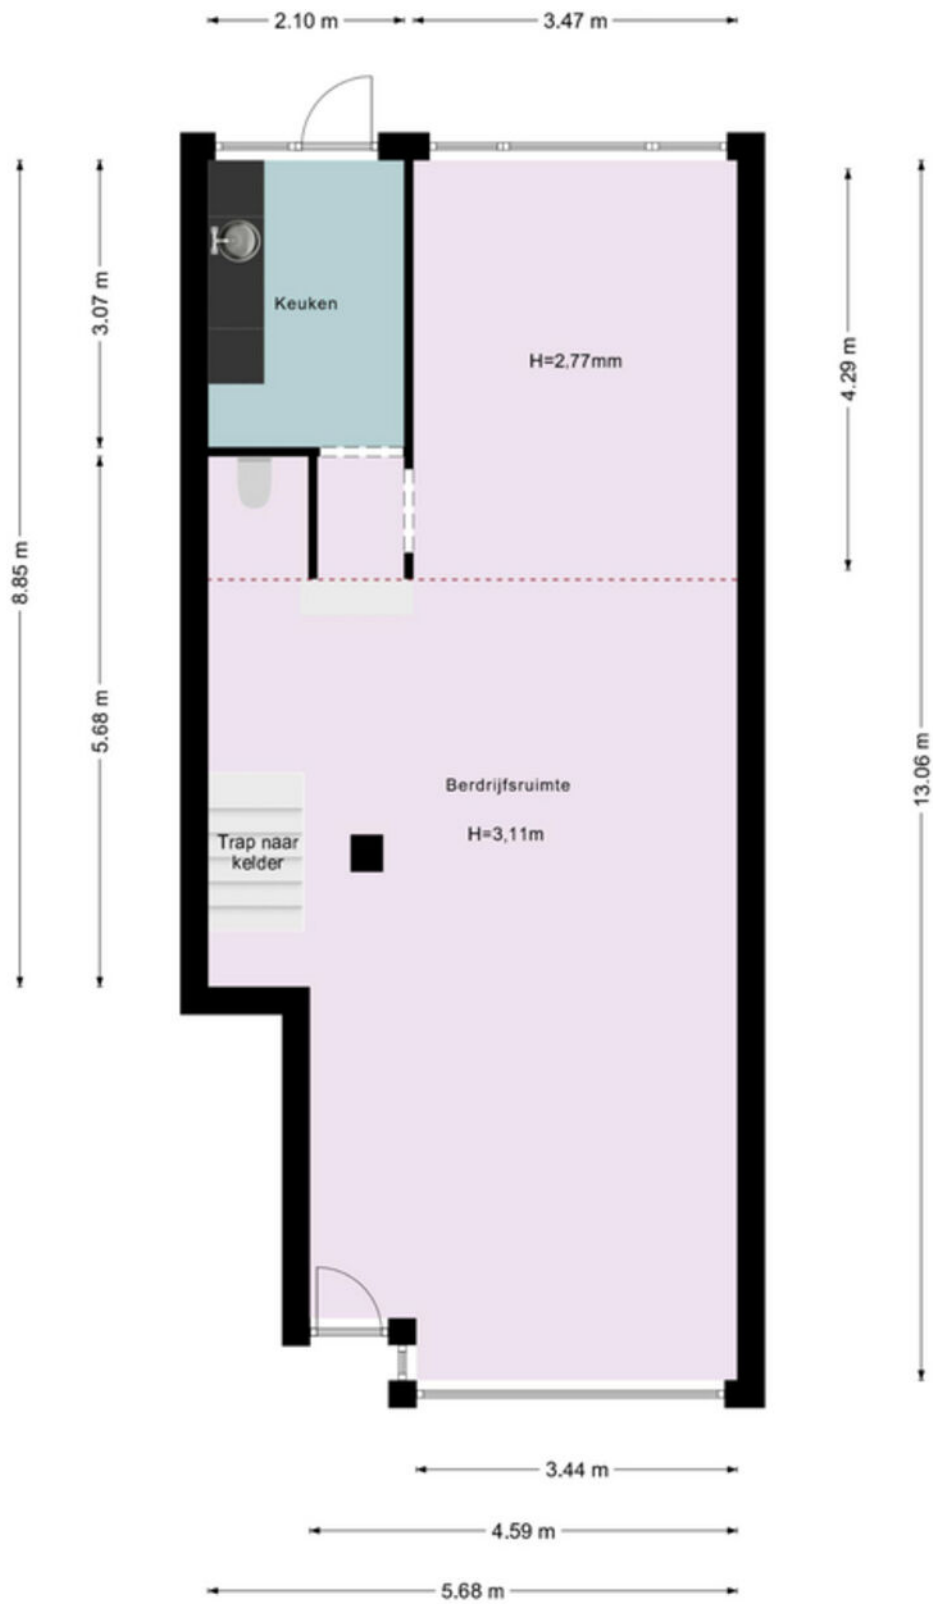 2.10 m
3.47 m
3.07 m
Keuken
H=2,77mm
4.29 m
8.85 m
5.68 m
13.06 m
Berdrijfsruimte
H=3,11m
Trap naar
kelder
3.44 m
4.59 m
5.68 m